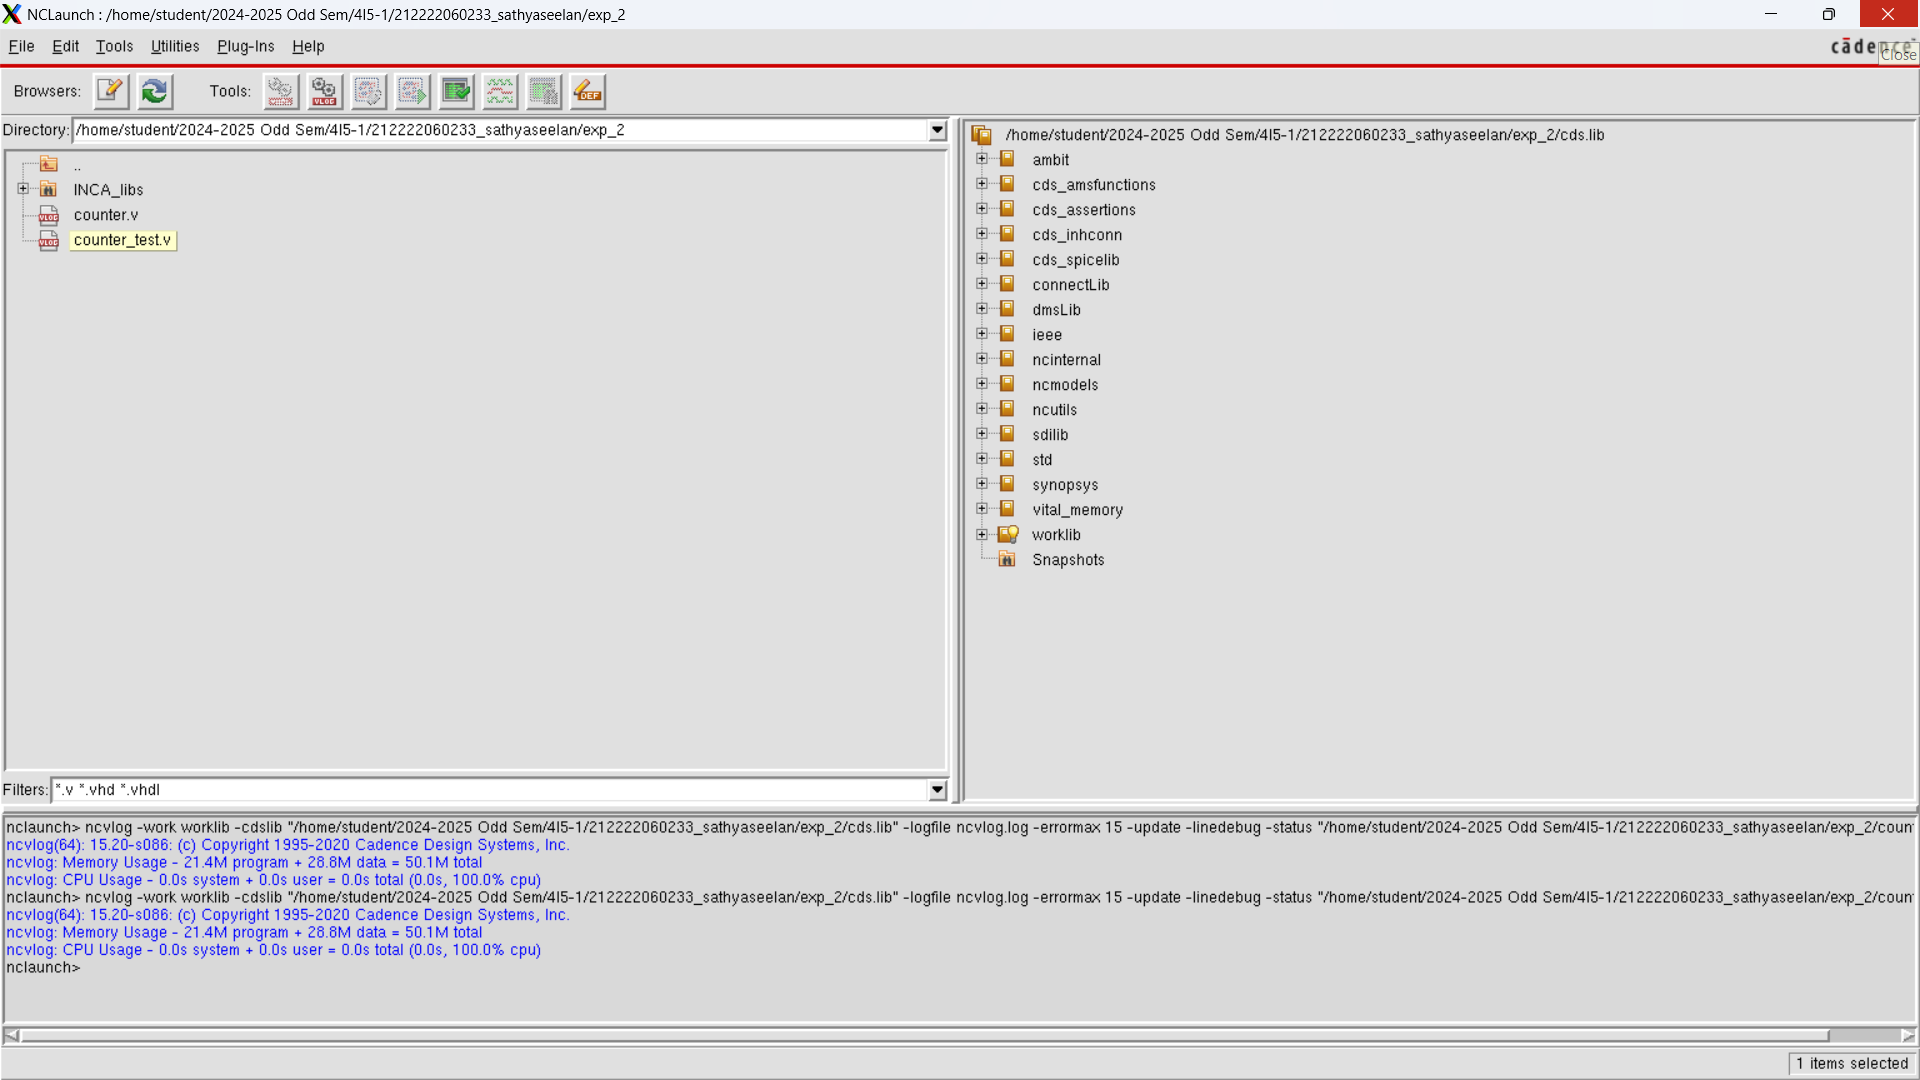 NCLaunch : /home/student/2024-2025 Odd Sem/4I5-1/212222060233_sathyaseelan/exp_2
File Edit Tools Utilities Plug-Ins Help
cādence
Close
Browsers: Tools:
Directory: /home/student/2024-2025 Odd Sem/4I5-1/212222060233_sathyaseelan/exp_2
..
INCA_libs
counter.v
counter_test.v
/home/student/2024-2025 Odd Sem/4I5-1/212222060233_sathyaseelan/exp_2/cds.lib
ambit
cds_amsfunctions
cds_assertions
cds_inhconn
cds_spicelib
connectLib
dmsLib
ieee
ncinternal
ncmodels
ncutils
sdilib
std
synopsys
vital_memory
worklib
Snapshots
Filters: *.v *.vhd *.vhdl
nclaunch> ncvlog -work worklib -cdslib "/home/student/2024-2025 Odd Sem/4I5-1/212222060233_sathyaseelan/exp_2/cds.lib" -logfile ncvlog.log -errormax 15 -update -linedebug -status "/home/student/2024-2025 Odd Sem/4I5-1/212222060233_sathyaseelan/exp_2/coun
ncvlog(64): 15.20-s086: (c) Copyright 1995-2020 Cadence Design Systems, Inc.
ncvlog: Memory Usage - 21.4M program + 28.8M data = 50.1M total
ncvlog: CPU Usage - 0.0s system + 0.0s user = 0.0s total (0.0s, 100.0% cpu)
nclaunch> ncvlog -work worklib -cdslib "/home/student/2024-2025 Odd Sem/4I5-1/212222060233_sathyaseelan/exp_2/cds.lib" -logfile ncvlog.log -errormax 15 -update -linedebug -status "/home/student/2024-2025 Odd Sem/4I5-1/212222060233_sathyaseelan/exp_2/coun
ncvlog(64): 15.20-s086: (c) Copyright 1995-2020 Cadence Design Systems, Inc.
ncvlog: Memory Usage - 21.4M program + 28.8M data = 50.1M total
ncvlog: CPU Usage - 0.0s system + 0.0s user = 0.0s total (0.0s, 100.0% cpu)
nclaunch>
1 items selected